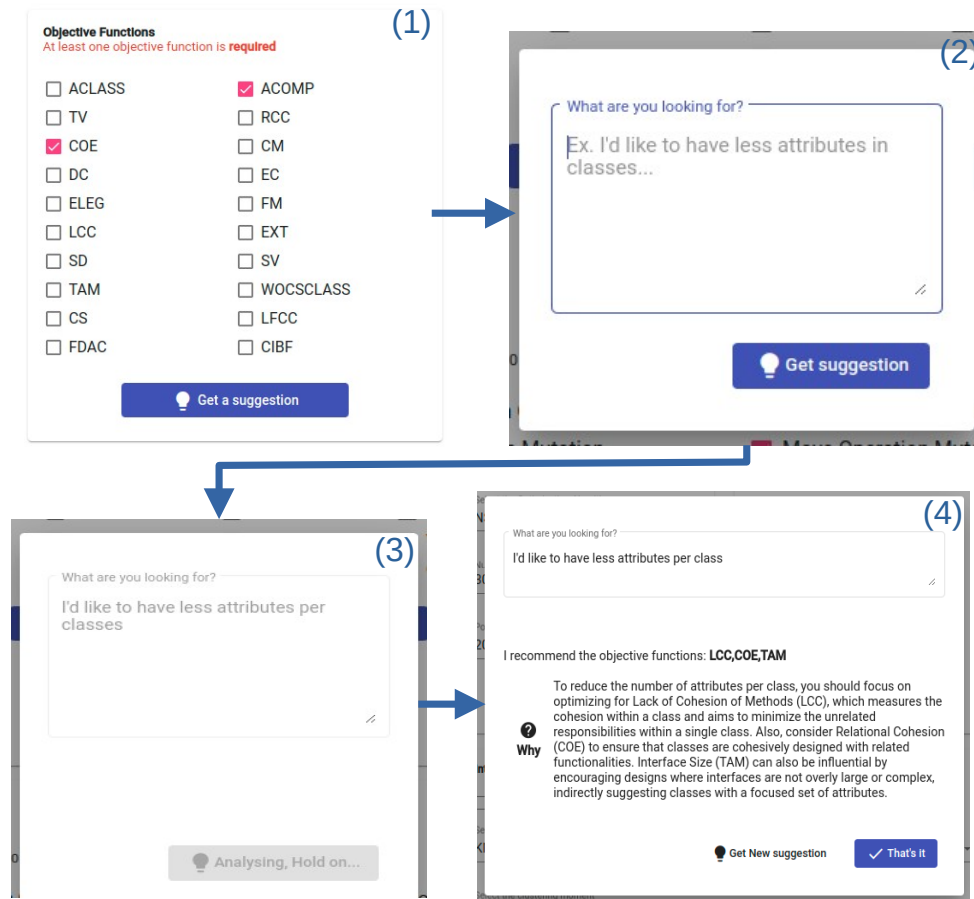 (1)
Objective Functions
At least one objective function is required
ACLASS
ACOMP
TV
RCC
COE
CM
DC
EC
ELEG
FM
LCC
EXT
SD
SV
TAM
WOCSCLASS
CS
LFCC
FDAC
CIBF
Get a suggestion
(2)
What are you looking for?
Ex. I'd like to have less attributes in
classes...
Get suggestion
(3)
What are you looking for?
I'd like to have less attributes per
classes
Analysing, Hold on...
(4)
What are you looking for?
I'd like to have less attributes per class
I recommend the objective functions: LCC,COE,TAM
Why
To reduce the number of attributes per class, you should focus on
optimizing for Lack of Cohesion of Methods (LCC), which measures the
cohesion within a class and aims to minimize the unrelated
responsibilities within a single class. Also, consider Relational Cohesion
(COE) to ensure that classes are cohesively designed with related
functionalities. Interface Size (TAM) can also be influential by
encouraging designs where interfaces are not overly large or complex,
indirectly suggesting classes with a focused set of attributes.
Get New suggestion
That's it